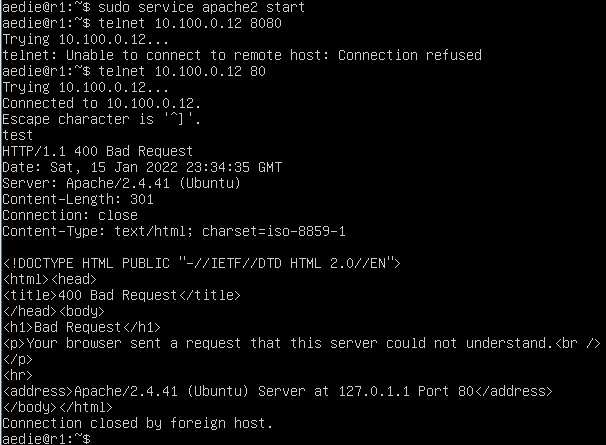 aedie@r1:~$ sudo service apache2 start
aedie@r1:~$ telnet 10.100.0.12 8080
Trying 10.100.0.12...
telnet: Unable to connect to remote host: Connection refused
aedie@r1:~$ telnet 10.100.0.12 80
Trying 10.100.0.12...
Connected to 10.100.0.12.
Escape character is '^]'.
test
HTTP/1.1 400 Bad Request
Date: Sat, 15 Jan 2022 23:34:35 GMT
Server: Apache/2.4.41 (Ubuntu)
Content-Length: 301
Connection: close
Content-Type: text/html; charset=iso-8859-1

<!DOCTYPE HTML PUBLIC "-//IETF//DTD HTML 2.0//EN">
<html><head>
<title>400 Bad Request</title>
</head><body>
<h1>Bad Request</h1>
<p>Your browser sent a request that this server could not understand.<br />
</p>
<hr>
<address>Apache/2.4.41 (Ubuntu) Server at 127.0.1.1 Port 80</address>
</body></html>
Connection closed by foreign host.
aedie@r1:~$